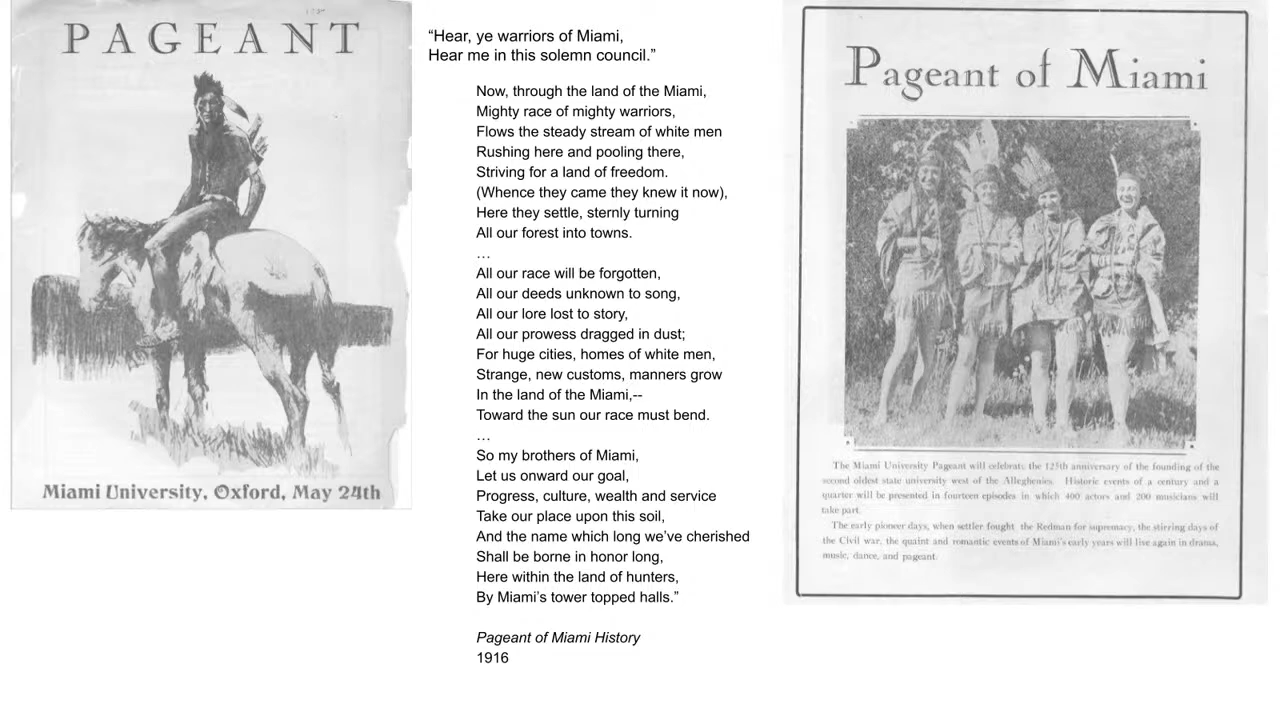 PAGEANT
Miami University, Oxford, May 24th
“Hear, ye warriors of Miami,
Hear me in this solemn council.”
Now, through the land of the Miami,
Mighty race of mighty warriors,
Flows the steady stream of white men
Rushing here and pooling there,
Striving for a land of freedom.
(Whence they came they knew it now),
Here they settle, sternly turning
All our forest into towns.
…
All our race will be forgotten,
All our deeds unknown to song,
All our lore lost to story,
All our prowess dragged in dust;
For huge cities, homes of white men,
Strange, new customs, manners grow
In the land of the Miami,--
Toward the sun our race must bend.
…
So my brothers of Miami,
Let us onward our goal,
Progress, culture, wealth and service
Take our place upon this soil,
And the name which long we’ve cherished
Shall be borne in honor long,
Here within the land of hunters,
By Miami’s tower topped halls.”
Pageant of Miami History
1916
Pageant of Miami
The Miami University Pageant will celebrate the 125th anniversary of the founding of the
second oldest state university west of the Alleghenies. Historic events of a century and a
quarter will be presented in fourteen episodes in which 400 actors and 200 musicians will
take part.
The early pioneer days, when settler fought the Redman for supremacy, the stirring days of
the Civil war, the quaint and romantic events of Miami's early years will live again in drama,
music, dance, and pageant.